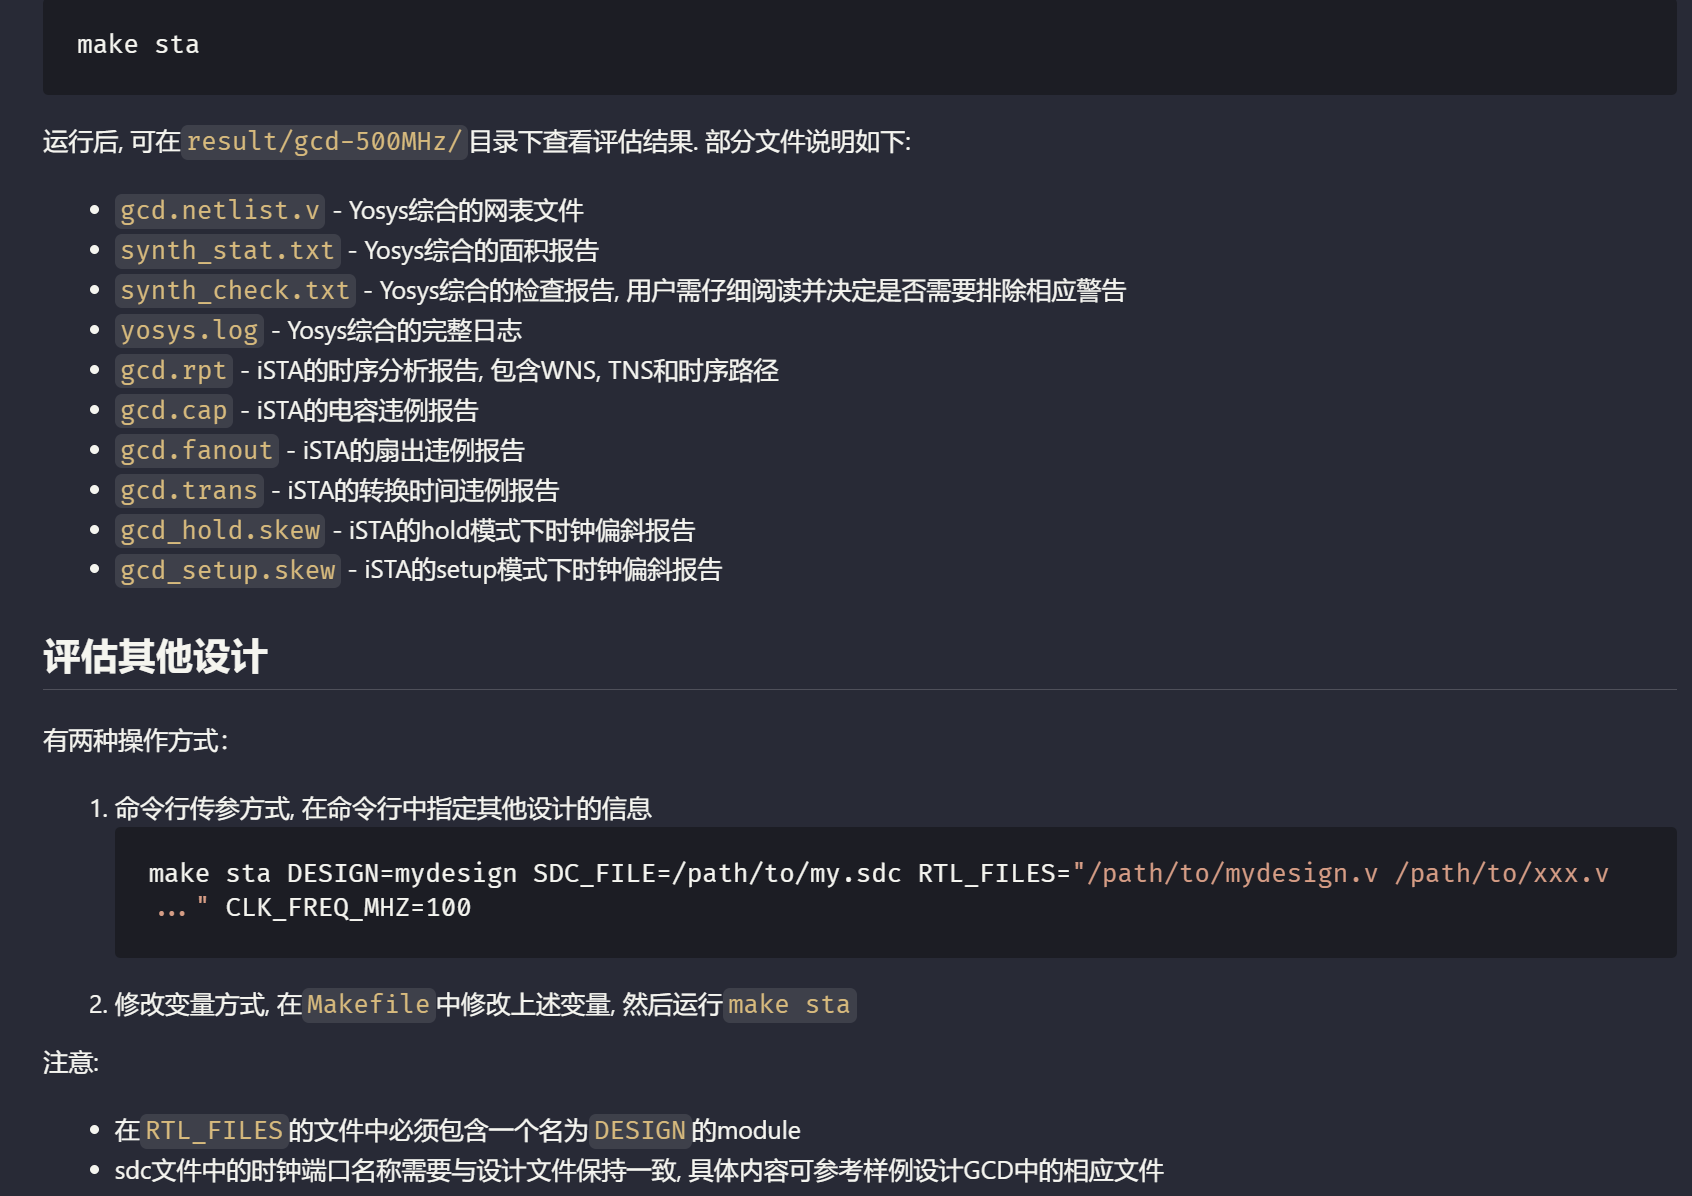 make sta
运行后, 可在result/gcd-500MHz/目录下查看评估结果. 部分文件说明如下:
• gcd.netlist.v - Yosys综合的网表文件
• synth_stat.txt - Yosys综合的面积报告
• synth_check.txt - Yosys综合的检查报告, 用户需仔细阅读并决定是否需要排除相应警告
• yosys.log - Yosys综合的完整日志
• gcd.rpt - iSTA的时序分析报告, 包含WNS, TNS和时序路径
• gcd.cap - iSTA的电容违例报告
• gcd.fanout - iSTA的扇出违例报告
• gcd.trans - iSTA的转换时间违例报告
• gcd_hold.skew - iSTA的hold模式下时钟偏斜报告
• gcd_setup.skew - iSTA的setup模式下时钟偏斜报告
评估其他设计
有两种操作方式：
1. 命令行传参方式, 在命令行中指定其他设计的信息
make sta DESIGN=mydesign SDC_FILE=/path/to/my.sdc RTL_FILES="/path/to/mydesign.v /path/to/xxx.v
..." CLK_FREQ_MHZ=100
2. 修改变量方式, 在Makefile中修改上述变量, 然后运行make sta
注意:
• 在RTL_FILES的文件中必须包含一个名为DESIGN的module
• sdc文件中的时钟端口名称需要与设计文件保持一致, 具体内容可参考样例设计GCD中的相应文件